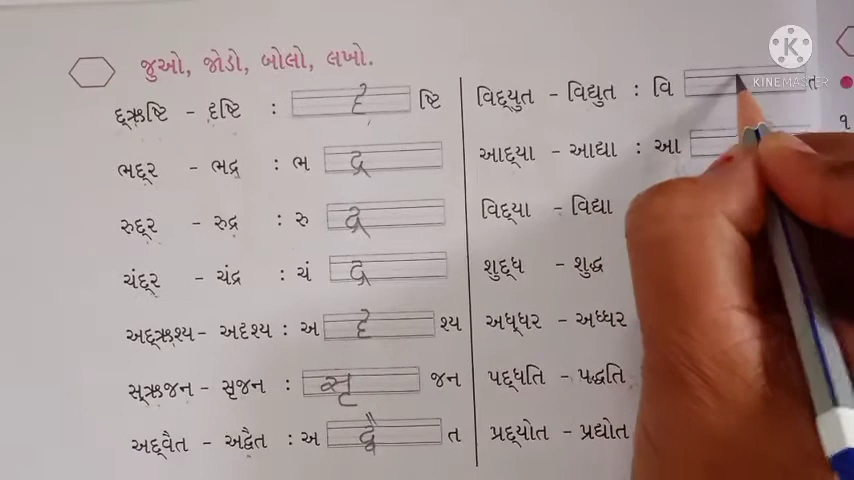 જુઓ, જોડો, બોલો, લખો.
દ્ઋષ્ટિ - દૃષ્ટિ : દૃ ષ્ટિ
ભદ્ર - ભદ્ર : ભ દ્ર
રુદ્ર - રુદ્ર : રુ દ્ર
ચંદ્ર - ચંદ્ર : ચં દ્ર
અદ્ઋશ્ય - અદૃશ્ય : અ દૃ શ્ય
સ્ઋજન - સૃજન : સૃ જન
અદ્વૈત - અદ્વૈત : અ દ્વૈ ત
વિદ્યુત - વિદ્યુત : વિ ત
આદ્યા - આદ્યા : આ
વિદ્યા - વિદ્યા
શુદ્ધ - શુદ્ધ
અધ્ધર - અધ્ધર
પદ્ધતિ - પદ્ધતિ
પ્રદ્યોત - પ્રદ્યોત
૧
KINEMASTER